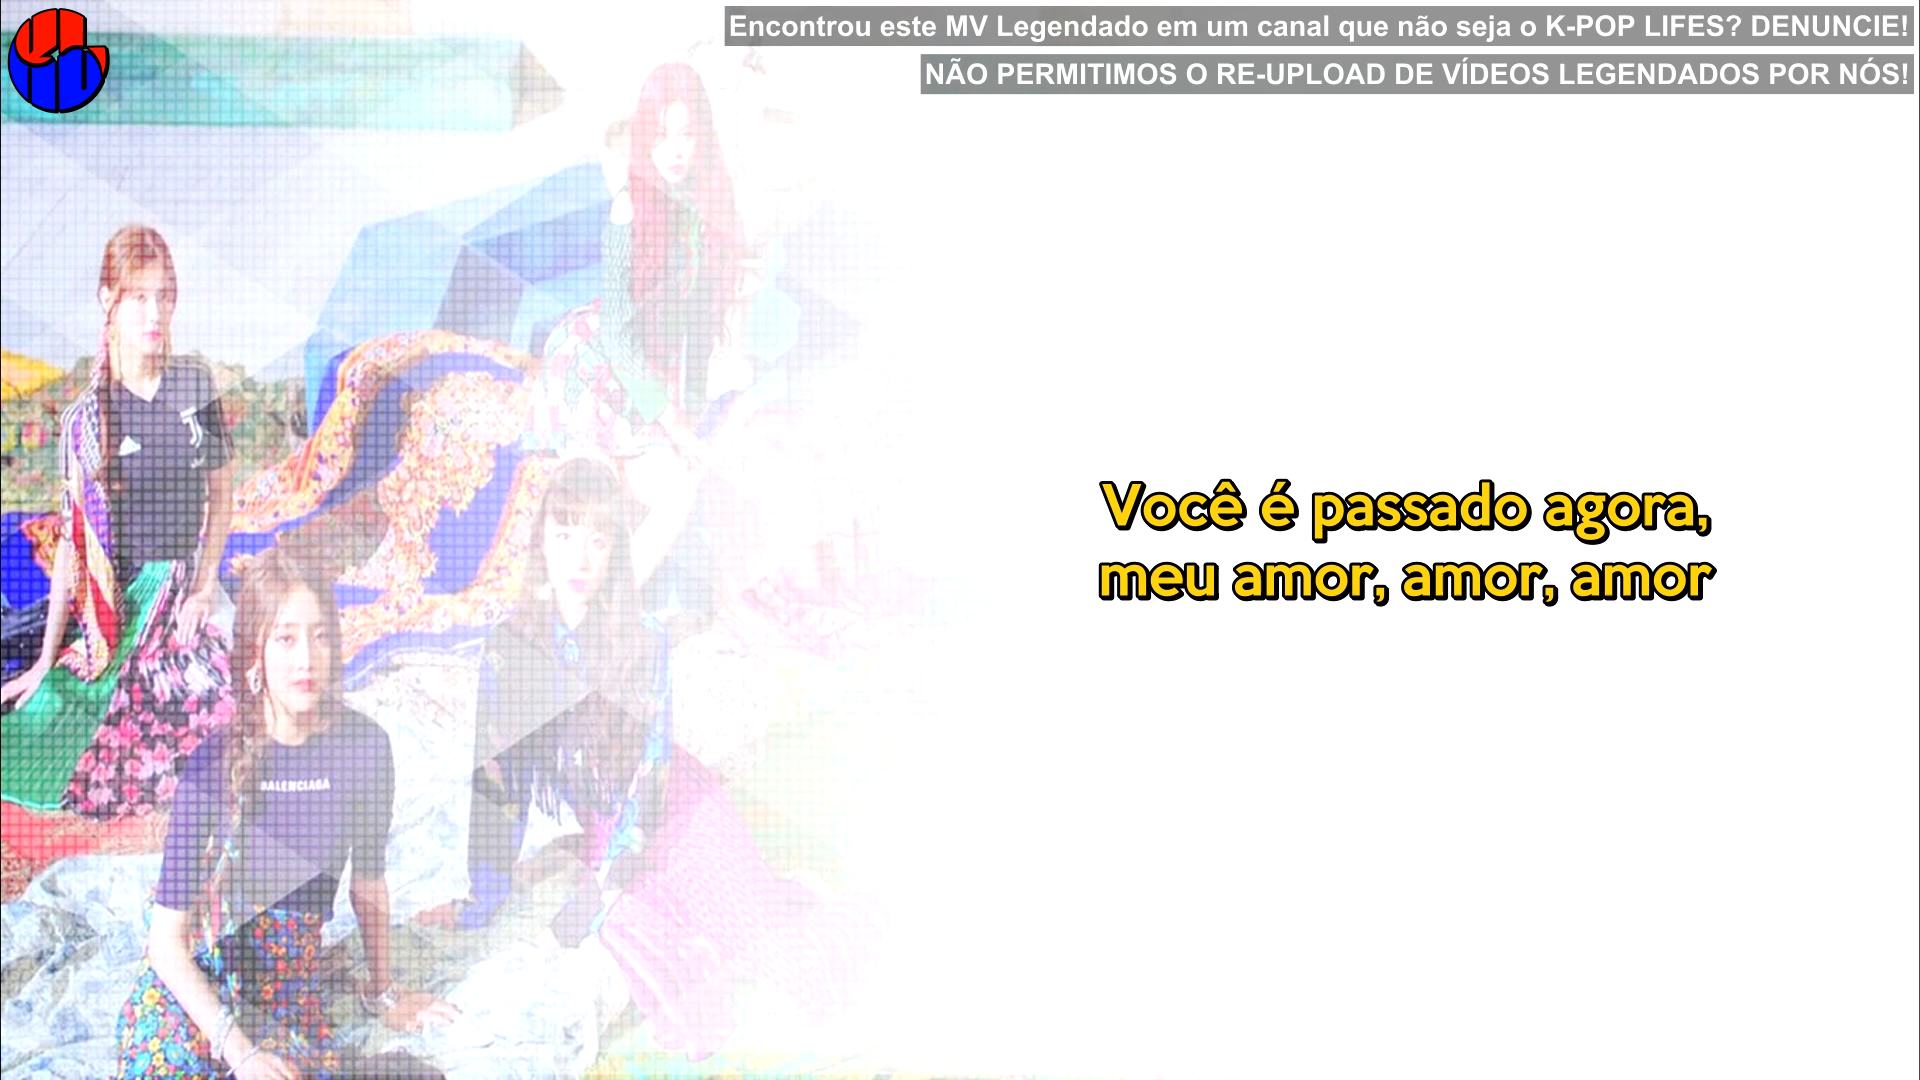 Encontrou este MV Legendado em um canal que não seja o K-POP LIFES? DENUNCIE!
NÃO PERMITIMOS O RE-UPLOAD DE VÍDEOS LEGENDADOS POR NÓS!
Você é passado agora,
meu amor, amor, amor
BALENCIAGA